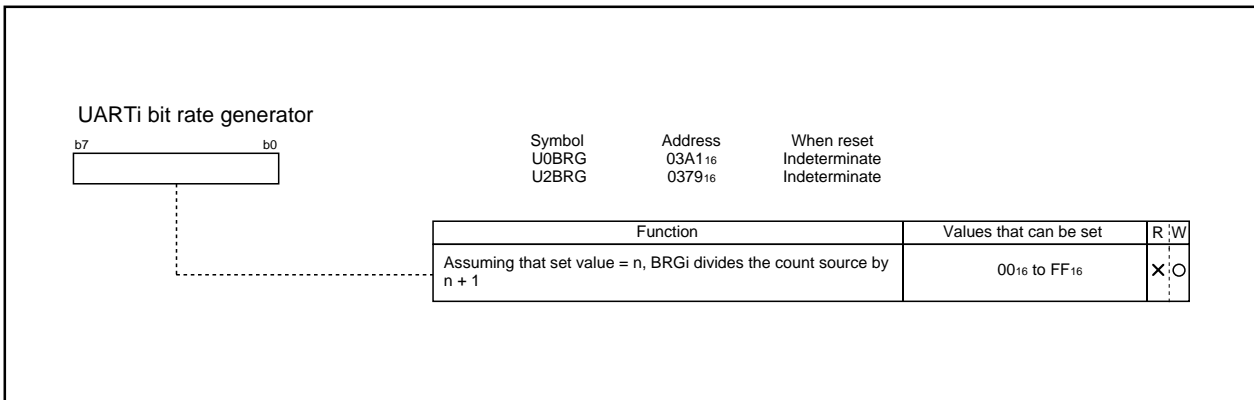 UARTi bit rate generator
b7 b0
Symbol Address When reset
U0BRG 03A116 Indeterminate
U2BRG 037916 Indeterminate
Function Values that can be set R W
Assuming that set value = n, BRGi divides the count source by
n + 1
0016 to FF16